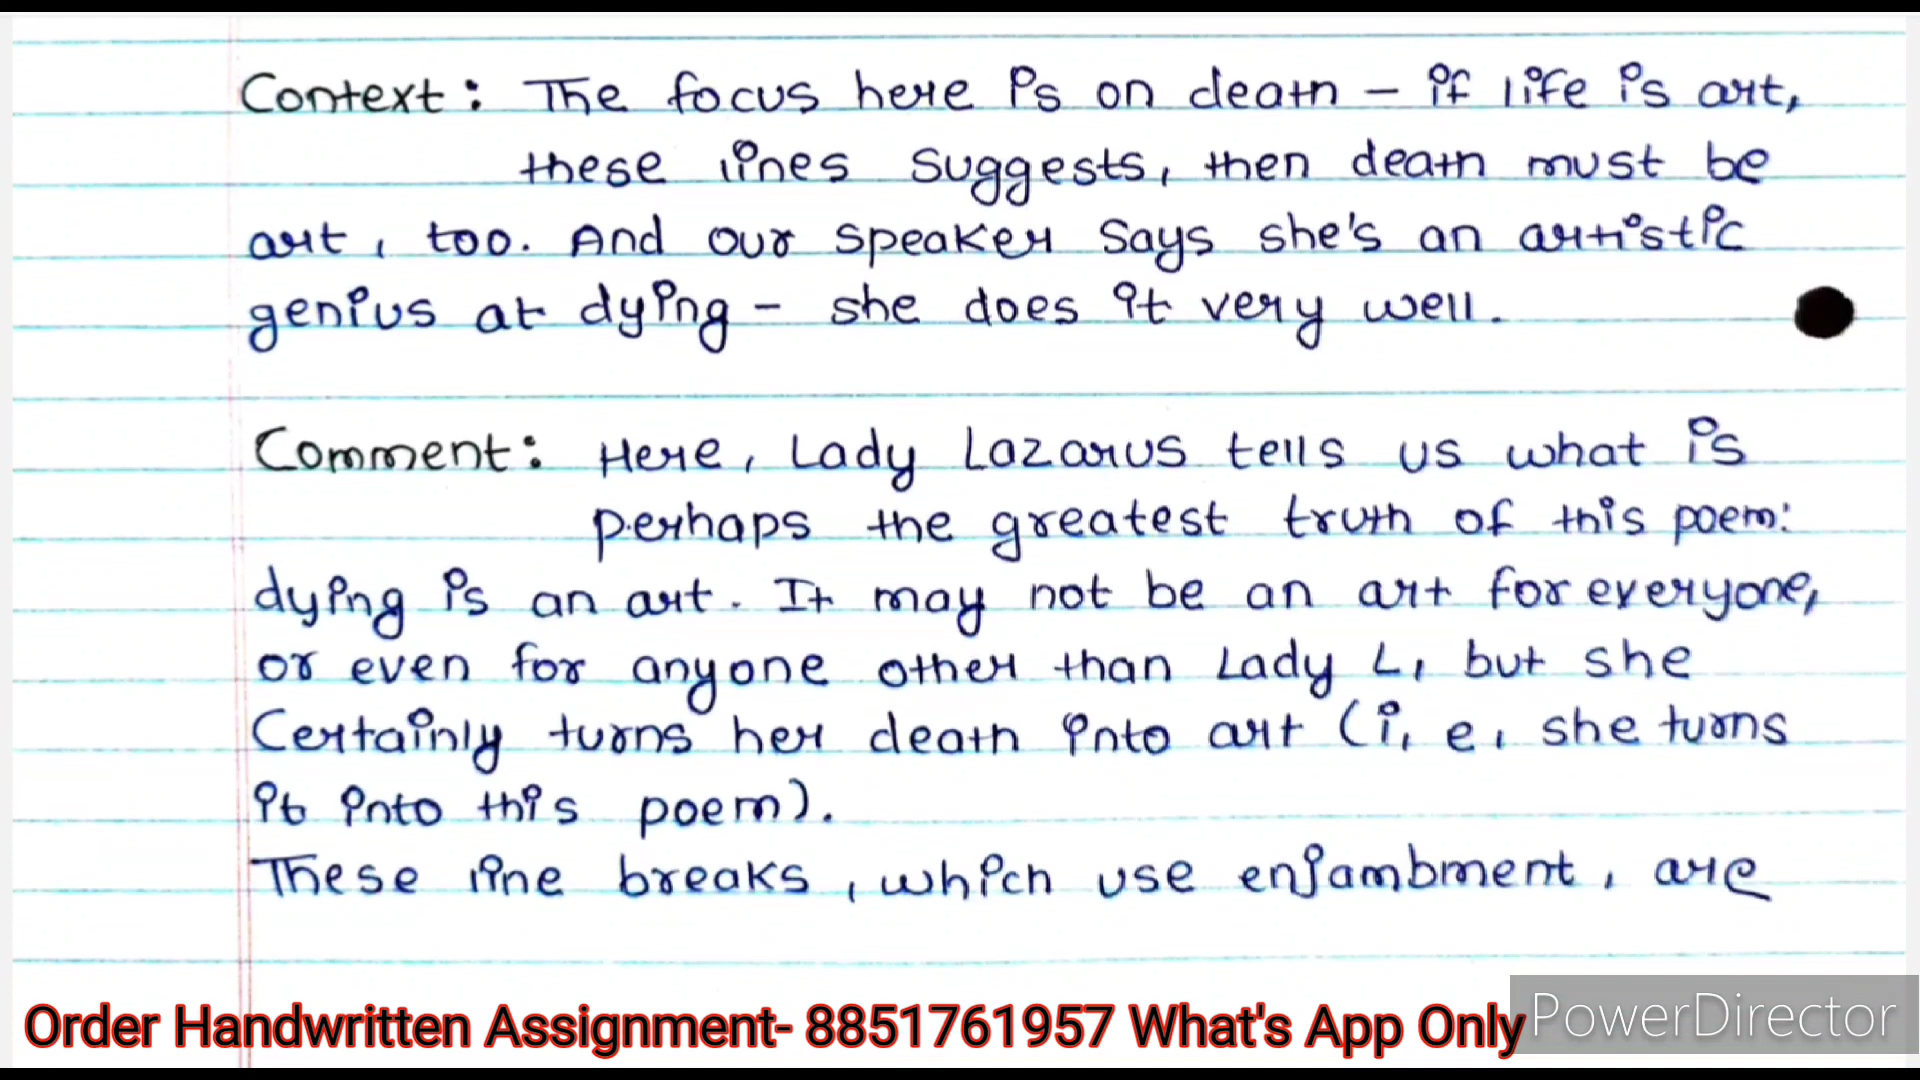 Context: The focus here is on death – if life is art,
these lines suggests, then death must be
art, too. And our speaker says she's an artistic
genius at dying – she does it very well.
Comment: Here, Lady Lazarus tells us what is
perhaps the greatest truth of this poem:
dying is an art. It may not be an art for everyone,
or even for anyone other than Lady L, but she
Certainly turns her death into art (i, e, she turns
it into this poem).
These line breaks, which use enjambment, are
Order Handwritten Assignment- 8851761957 What's App Only
PowerDirector